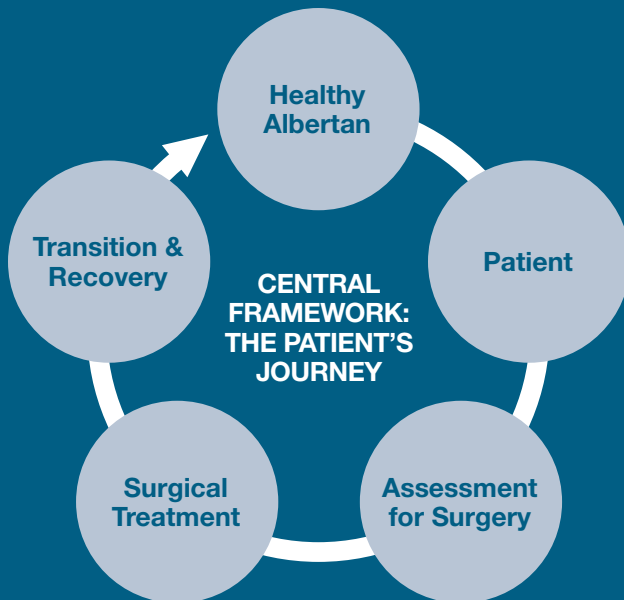 Healthy
Albertan
Patient
Assessment
for Surgery
Surgical
Treatment
Transition &
Recovery
CENTRAL
FRAMEWORK:
THE PATIENT'S
JOURNEY